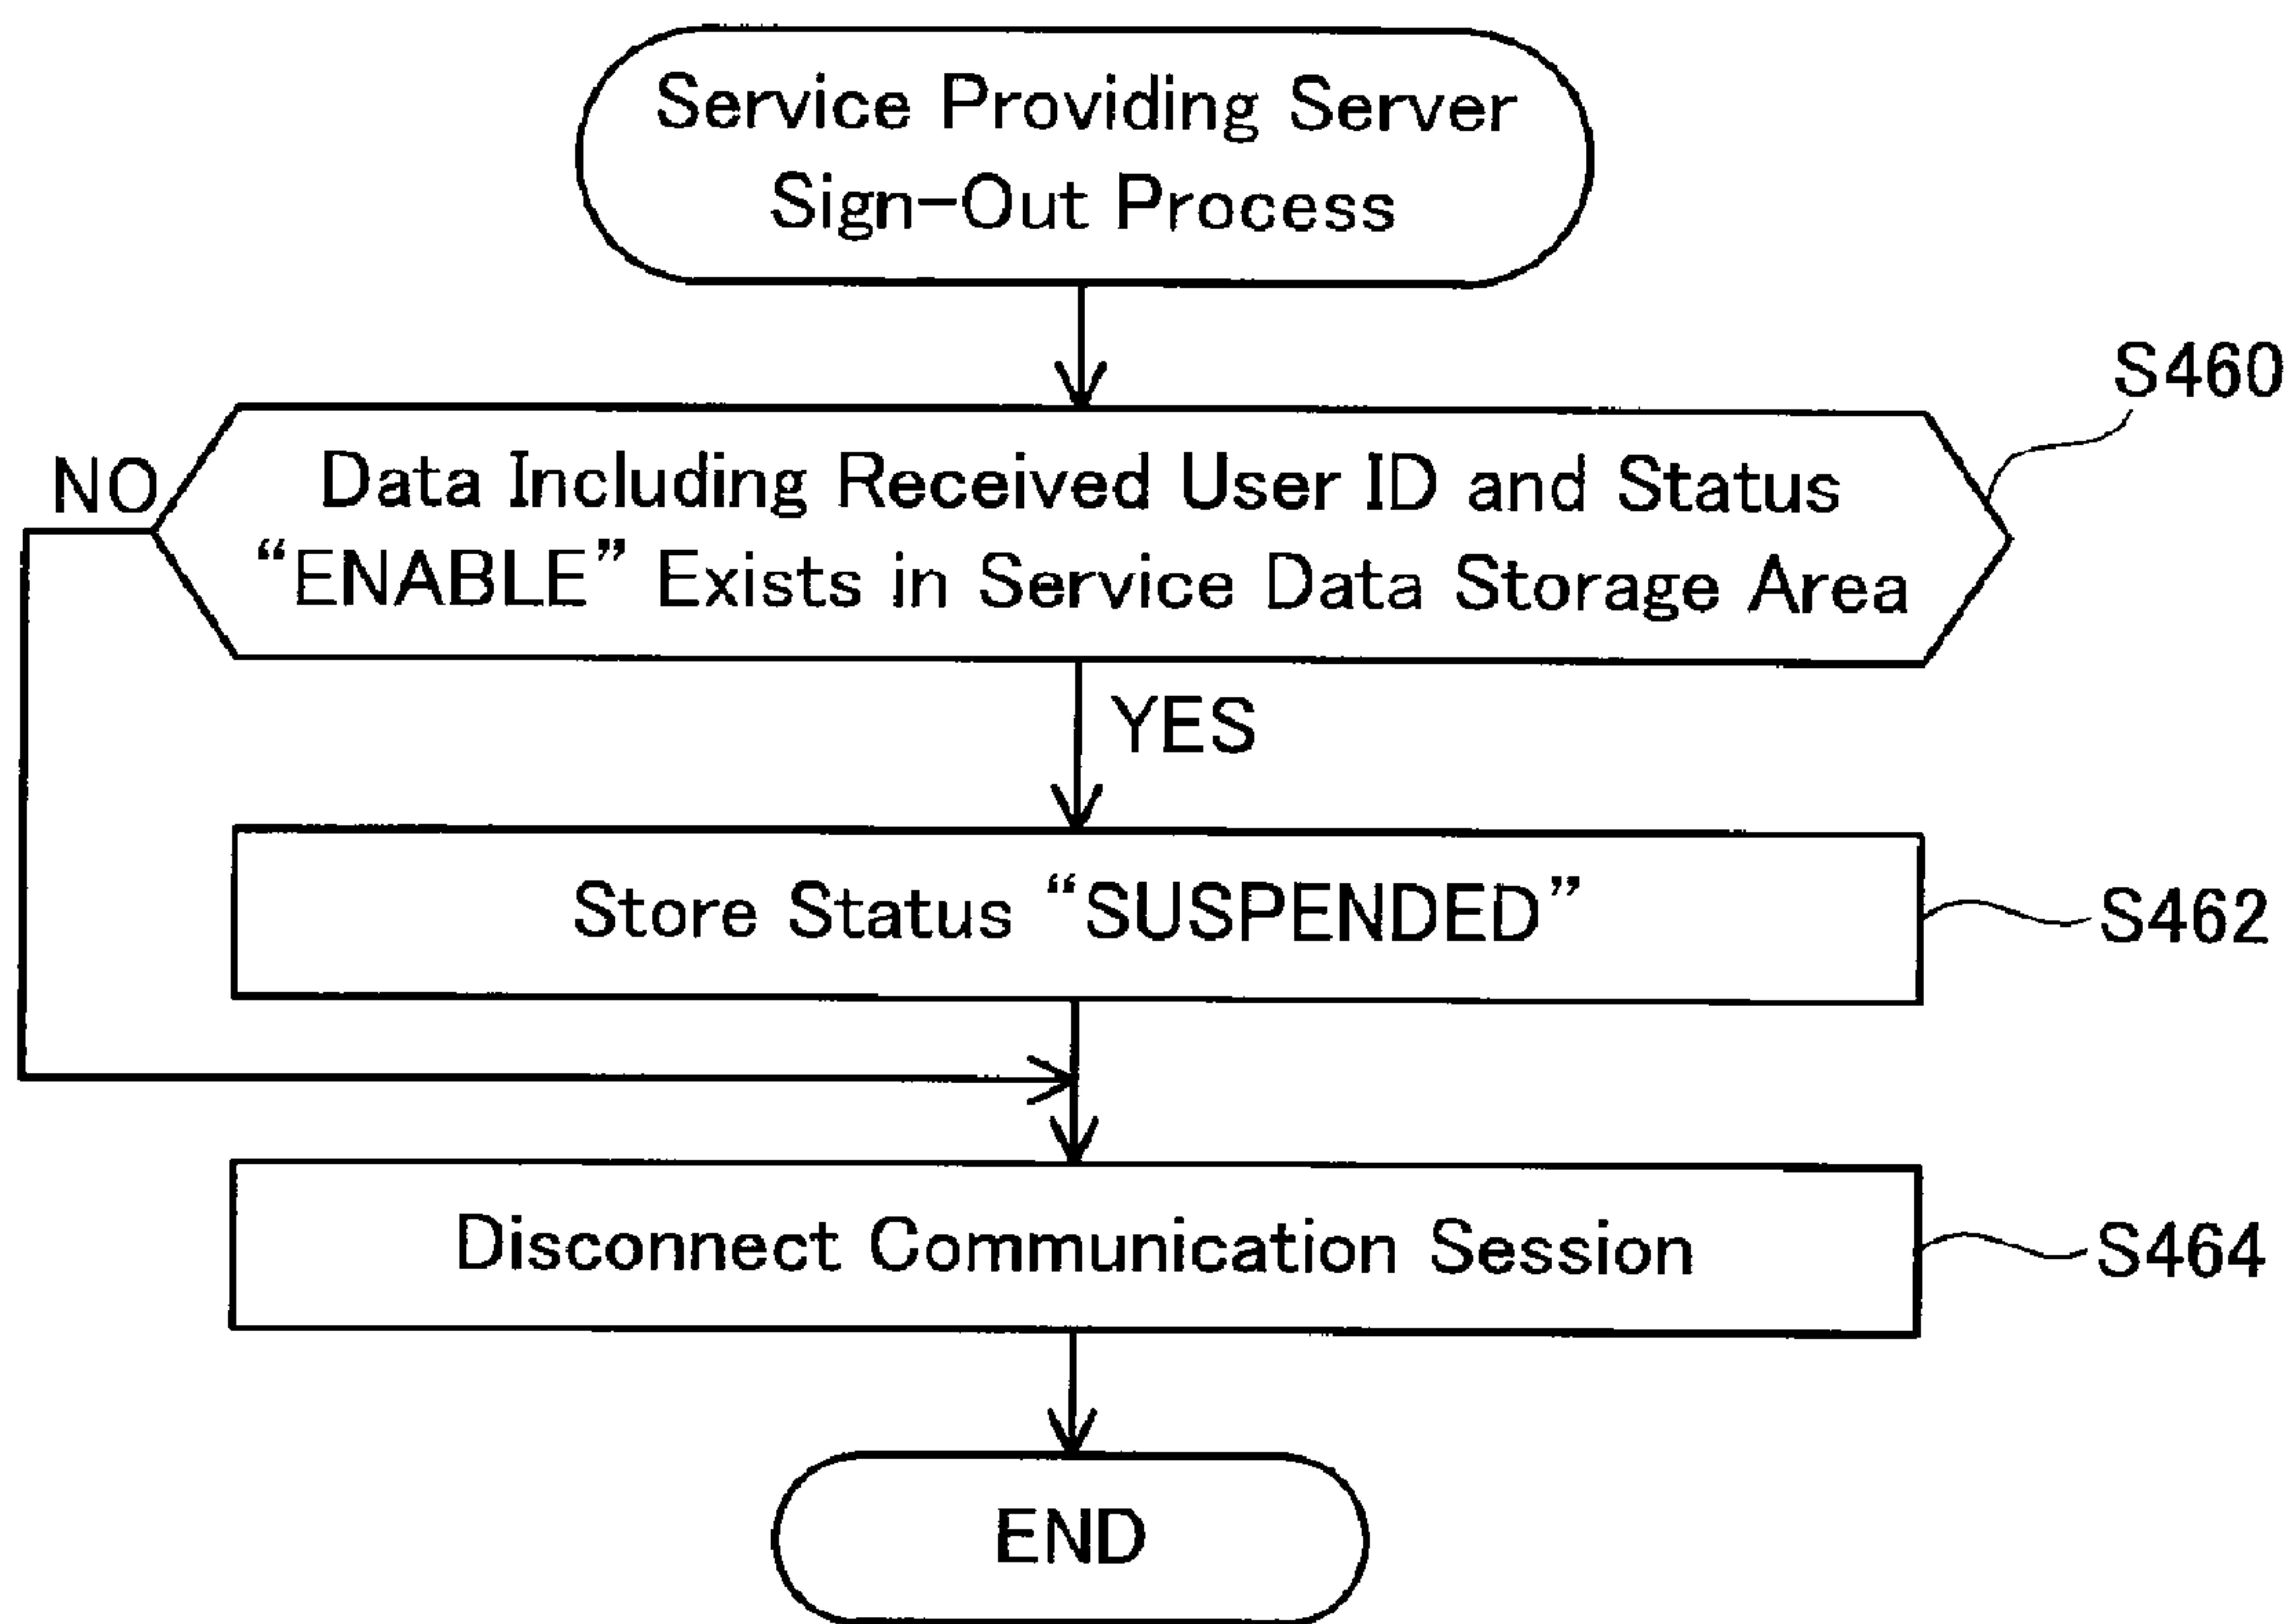 Service Providing Server
Sign-Out Process
S460
NO
Data Including Received User ID and Status
“ENABLE” Exists in Service Data Storage Area
YES
Store Status “SUSPENDED”
S462
Disconnect Communication Session
S464
END